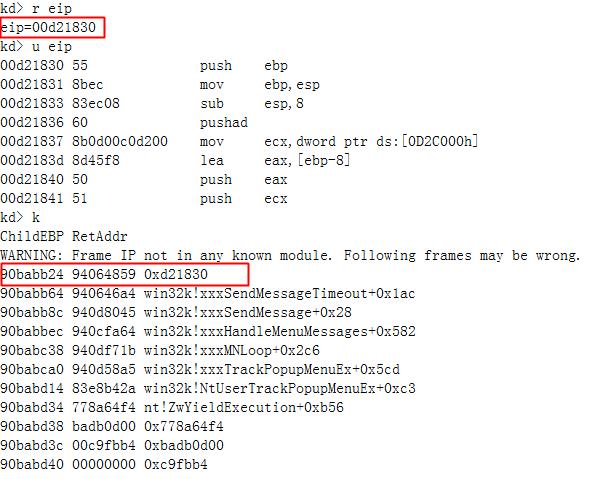 kd> r eip
eip=00d21830
kd> u eip
00d21830 55 push ebp
00d21831 8bec mov ebp,esp
00d21833 83ec08 sub esp,8
00d21836 60 pushad
00d21837 8b0d00c0d200 mov ecx,dword ptr ds:[0D2C000h]
00d2183d 8d45f8 lea eax,[ebp-8]
00d21840 50 push eax
00d21841 51 push ecx
kd> k
ChildEBP RetAddr
WARNING: Frame IP not in any known module. Following frames may be wrong.
90babb24 94064859 0xd21830
90babb64 940646a4 win32k!xxxSendMessageTimeout+0x1ac
90babb8c 940d8045 win32k!xxxSendMessage+0x28
90babbec 940cfa64 win32k!xxxHandleMenuMessages+0x582
90babc38 940df71b win32k!xxxMNLoop+0x2c6
90babca0 940d58a5 win32k!xxxTrackPopupMenuEx+0x5cd
90babd14 83e8b42a win32k!NtUserTrackPopupMenuEx+0xc3
90babd34 778a64f4 nt!ZwYieldExecution+0xb56
90babd38 badb0d00 0x778a64f4
90babd3c 00c9fbb4 0xbadb0d00
90babd40 00000000 0xc9fbb4